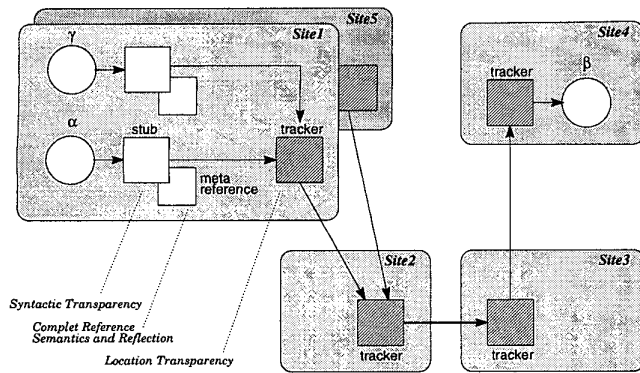 Site5
Site1
Site4
γ
β
tracker
α
stub
tracker
meta
reference
Site2
Site3
Syntactic Transparency
Complet Reference
Semantics and Reflection
Location Transparency
tracker
tracker